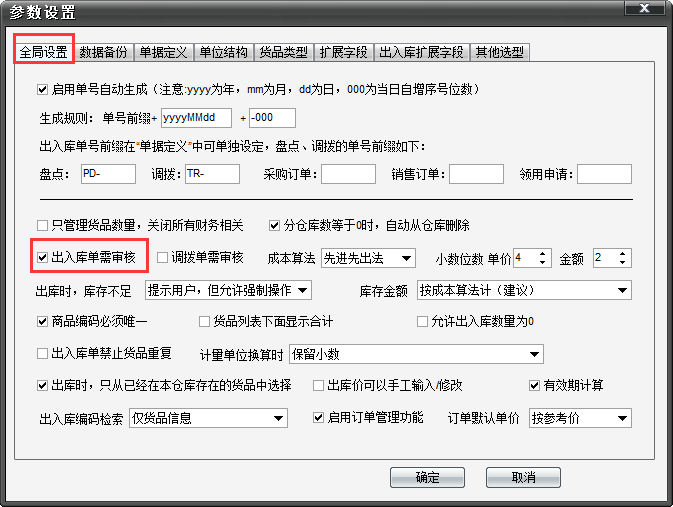 参数设置
全局设置 数据备份 单据定义 单位结构 货品类型 扩展字段 出入库扩展字段 其他选型
启用单号自动生成（注意:yyyy为年，mm为月，dd为日，000为当日自增序号位数）
生成规则： 单号前缀+ yyyyMMdd + -000
出入库单号前缀在"单据定义"中可单独设定，盘点、调拨的单号前缀如下：
盘点： PD- 调拨： TR- 采购订单： 销售订单： 领用申请：
只管理货品数量，关闭所有财务相关 分仓库数等于0时，自动从仓库删除
出入库单需审核 调拨单需审核 成本算法 先进先出法 小数位数 单价 4 金额 2
出库时，库存不足 提示用户，但允许强制操作 库存金额 按成本算法计（建议）
商品编码必须唯一 货品列表下面显示合计 允许出入库数量为0
出入库单禁止货品重复 计量单位换算时 保留小数
出库时，只从已经在本仓库存在的货品中选择 出库价可以手工输入/修改 有效期计算
出入库编码检索 仅货品信息 启用订单管理功能 订单默认单价 按参考价
确定 取消